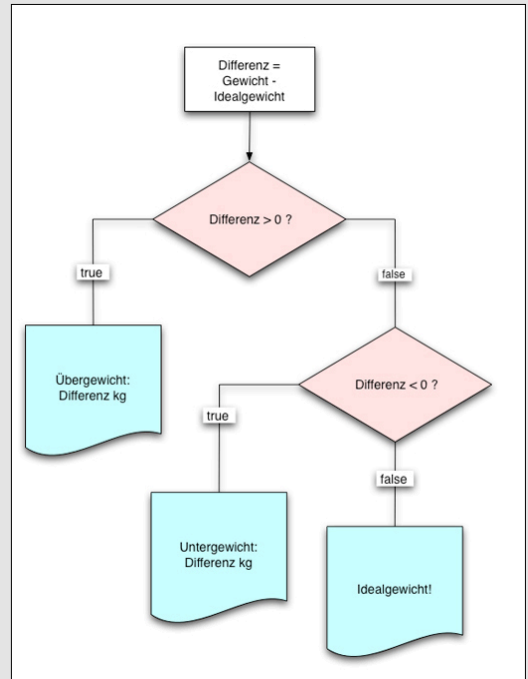 Differenz =
Gewicht -
Idealgewicht
Differenz > 0 ?
true
false
Übergewicht:
Differenz kg
Differenz < 0 ?
true
false
Untergewicht:
Differenz kg
Idealgewicht!